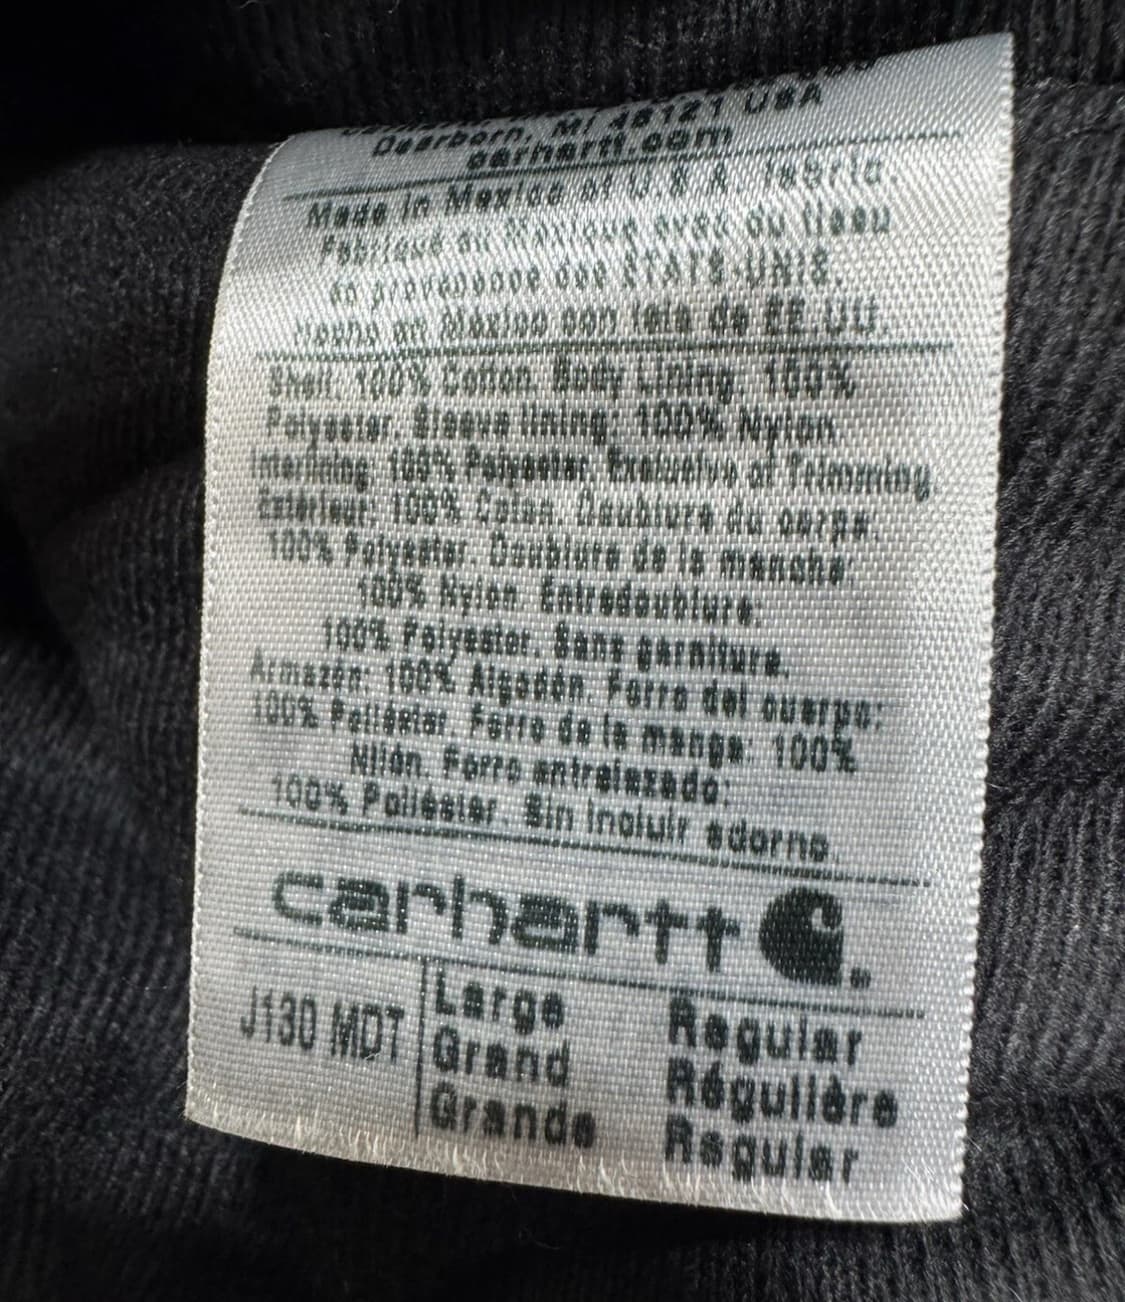 Dearborn, MI 48121 USA
carhartt.com
Made in Mexico of U.S.A. fabric.
Fabriqué au Mexique avec du tissu
en provenance des ÉTATS-UNIS.
Hecho en México con tela de EE.UU.
Shell: 100% Cotton. Body Lining: 100%
Polyester. Sleeve lining: 100% Nylon.
Interlining: 100% Polyester. Exclusive of Trimming
Extérieur: 100% Coton. Doublure du corps:
100% Polyester. Doublure de la manche
100% Nylon. Entredoublure:
100% Polyester. Sans garniture.
Armazón: 100% Algodón. Forro del cuerpo:
100% Poliéster. Forro de la manga: 100%
Nilón. Forro entrelazado:
100% Poliéster. Sin incluir adorno.
carhartt
J130 MDT
Large Regular
Grand Régulière
Grande Regular